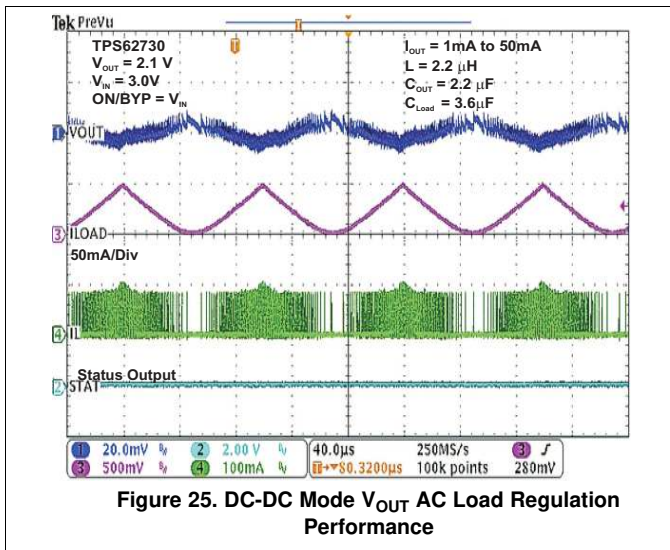 Tek PreVu
T
T
TPS62730
V_OUT = 2.1 V
V_IN = 3.0V
ON/BYP = V_IN
I_OUT = 1mA to 50mA
L = 2.2 μH
C_OUT = 2.2 μF
C_Load = 3.6μF
1 VOUT
3 ILOAD
50mA/Div
4 IL
Status Output
2 STAT
1 20.0mV 2 2.00 V 40.0μs 250MS/s 3
3 500mV 4 100mA T→▼80.3200μs 100k points 280mV
Figure 25. DC-DC Mode V_OUT AC Load Regulation
Performance